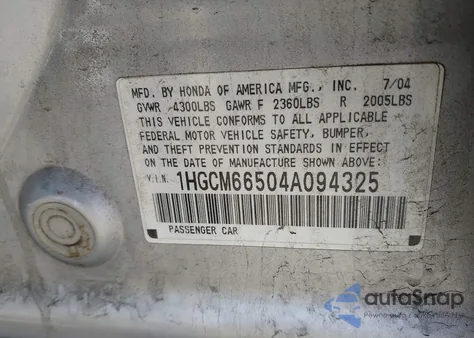 MFD. BY HONDA OF AMERICA MFG., INC. 7/04
GVWR 4300LBS GAWR F 2360LBS R 2005LBS
THIS VEHICLE CONFORMS TO ALL APPLICABLE
FEDERAL MOTOR VEHICLE SAFETY, BUMPER,
AND THEFT PREVENTION STANDARDS IN EFFECT
ON THE DATE OF MANUFACTURE SHOWN ABOVE:
V.I.N. 1HGCM66504A094325
PASSENGER CAR
autoSnap